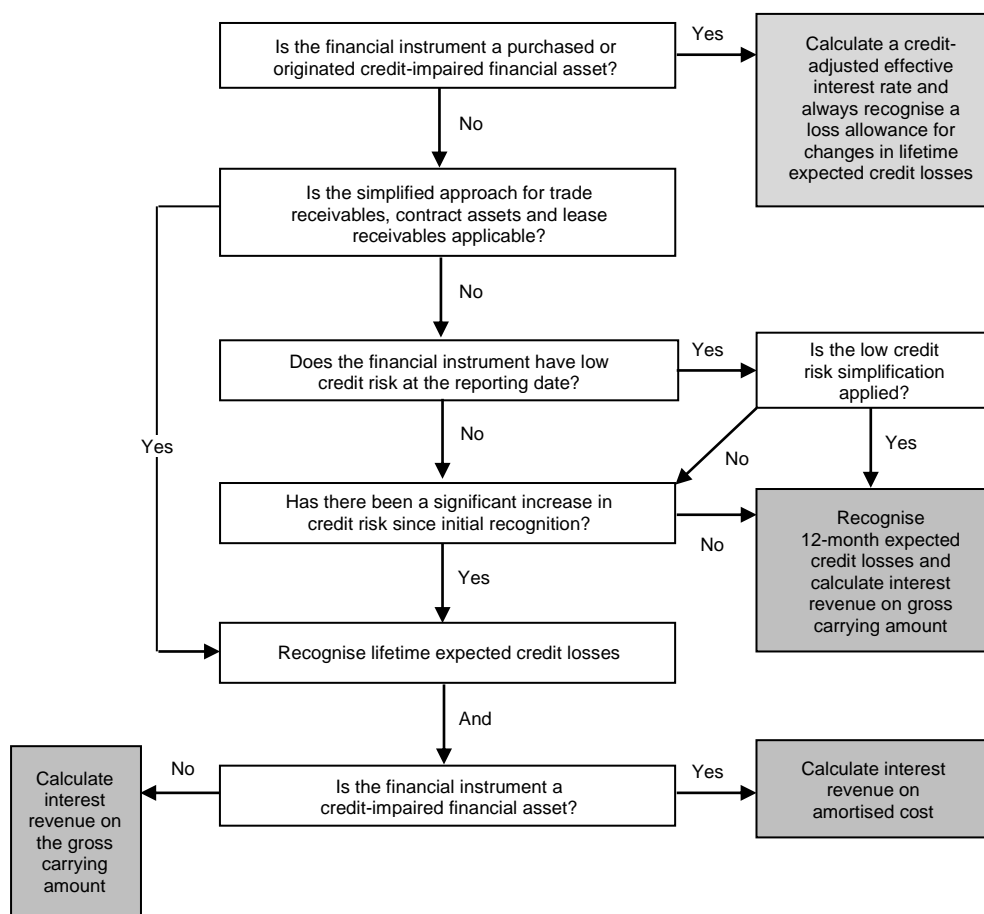 Is the financial instrument a purchased or
originated credit-impaired financial asset?
Yes
Calculate a credit-
adjusted effective
interest rate and
always recognise a
loss allowance for
changes in lifetime
expected credit losses
No
Is the simplified approach for trade
receivables, contract assets and lease
receivables applicable?
Yes
No
Does the financial instrument have low
credit risk at the reporting date?
Yes
Is the low credit
risk simplification
applied?
No
No
Yes
Has there been a significant increase in
credit risk since initial recognition?
No
Recognise
12-month expected
credit losses and
calculate interest
revenue on gross
carrying amount
Yes
Recognise lifetime expected credit losses
And
Is the financial instrument a
credit-impaired financial asset?
No
Calculate
interest
revenue on
the gross
carrying
amount
Yes
Calculate interest
revenue on
amortised cost